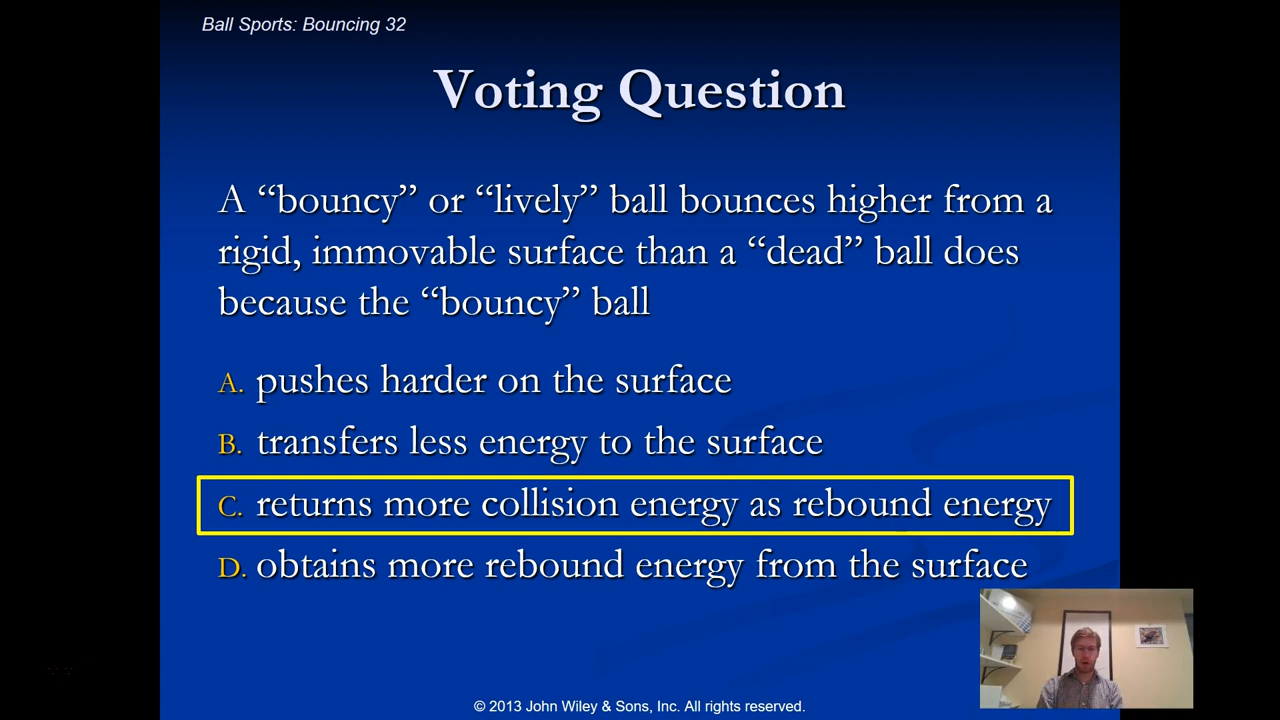 Ball Sports: Bouncing 32
Voting Question
A “bouncy” or “lively” ball bounces higher from a
rigid, immovable surface than a “dead” ball does
because the “bouncy” ball
A. pushes harder on the surface
B. transfers less energy to the surface
C. returns more collision energy as rebound energy
D. obtains more rebound energy from the surface
© 2013 John Wiley & Sons, Inc. All rights reserved.